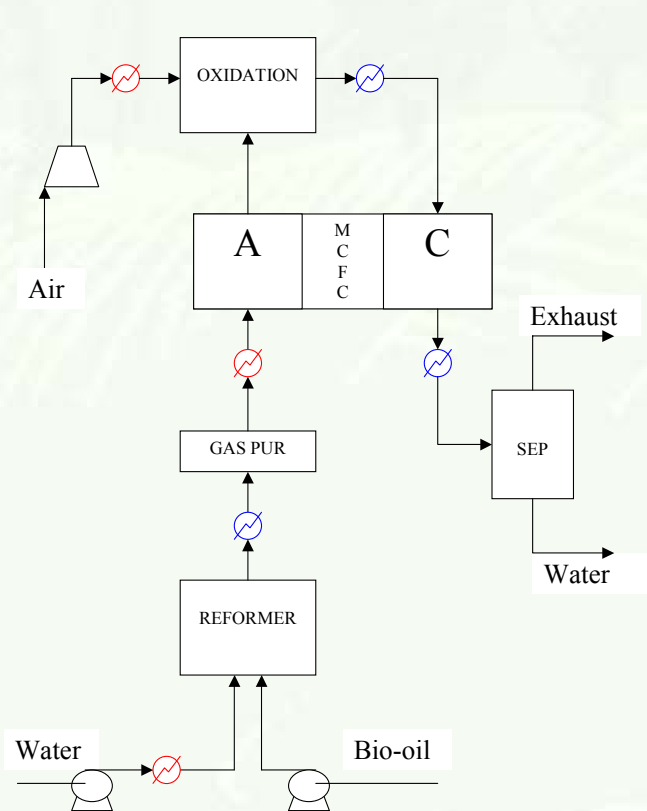 OXIDATION
A
M
C
F
C
C
Air
Exhaust
GAS PUR
SEP
Water
REFORMER
Water
Bio-oil